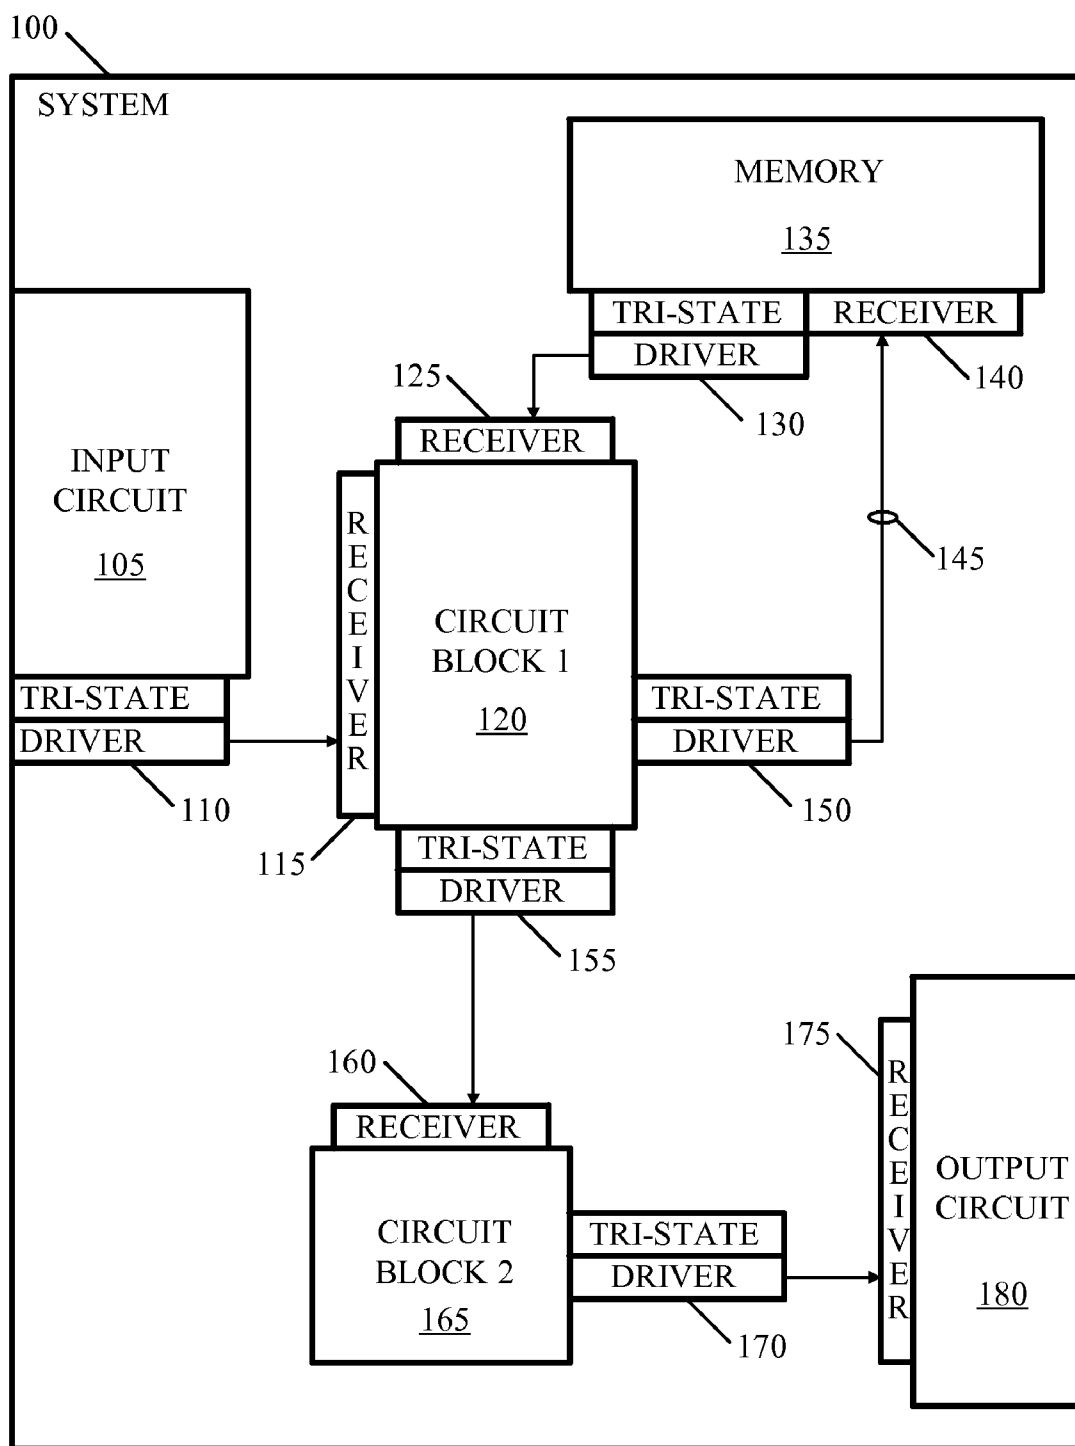 100
SYSTEM
MEMORY
135
TRI-STATE
DRIVER
RECEIVER
140
130
125
RECEIVER
INPUT
CIRCUIT
105
TRI-STATE
DRIVER
110
RECEIVER
115
CIRCUIT
BLOCK 1
120
145
TRI-STATE
DRIVER
150
TRI-STATE
DRIVER
155
160
RECEIVER
CIRCUIT
BLOCK 2
165
TRI-STATE
DRIVER
170
175
RECEIVER
OUTPUT
CIRCUIT
180